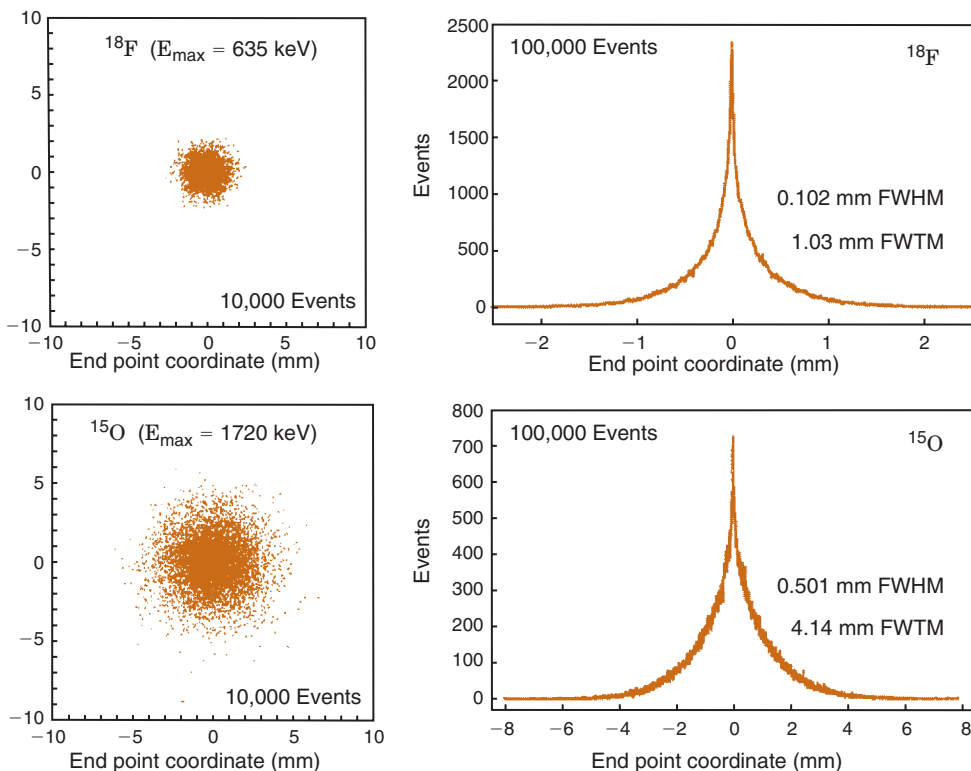 10
¹⁸F (Eₘₐₓ = 635 keV)
5
0
−5
10,000 Events
−10
−10 −5 0 5 10
End point coordinate (mm)
2500
100,000 Events
¹⁸F
2000
1500
Events
1000
0.102 mm FWHM
1.03 mm FWTM
500
0
−2 −1 0 1 2
End point coordinate (mm)
10
¹⁵O (Eₘₐₓ = 1720 keV)
5
0
−5
10,000 Events
−10
−10 −5 0 5 10
End point coordinate (mm)
800
100,000 Events
¹⁵O
700
600
500
Events
400
300
0.501 mm FWHM
200
4.14 mm FWTM
100
0
−8 −6 −4 −2 0 2 4 6 8
End point coordinate (mm)